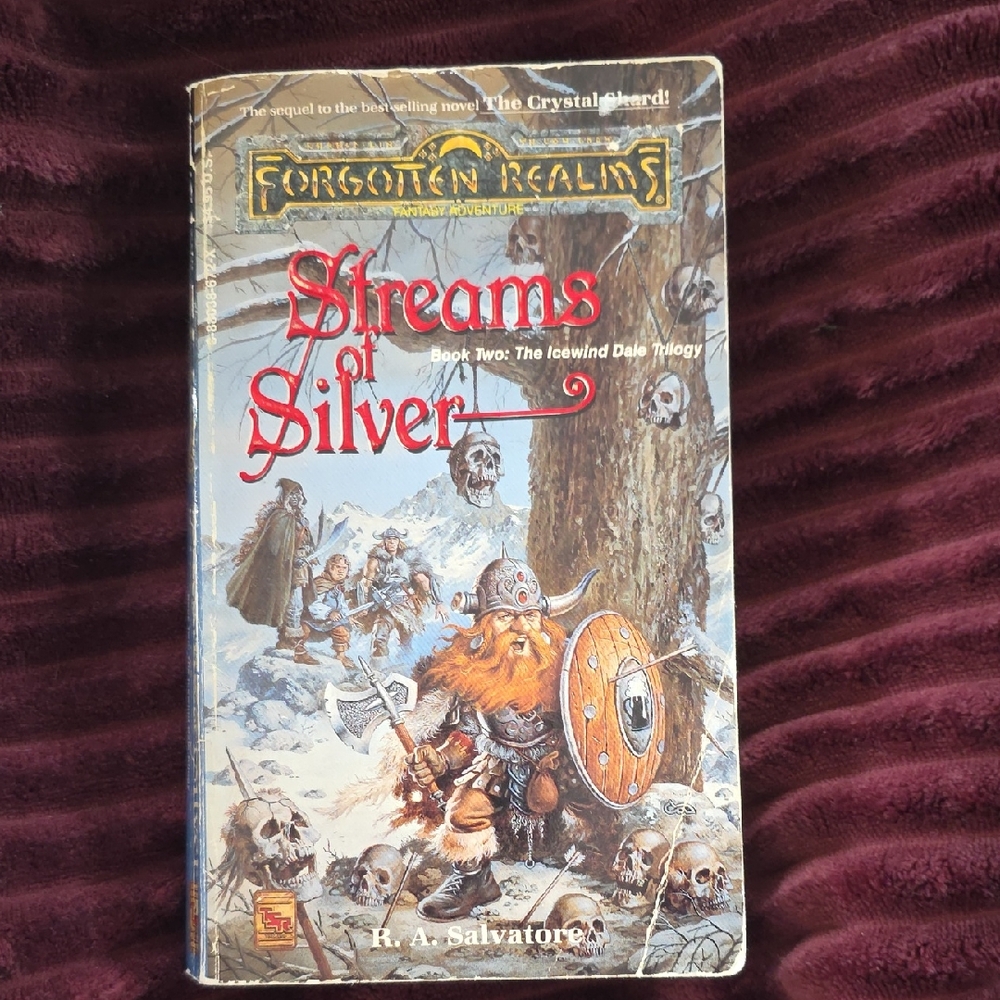 The sequel to the best-selling novel The Crystal Shard!
FORGOTTEN REALMS®
FANTASY ADVENTURE
Streams
of
Silver
Book Two: The Icewind Dale Trilogy
TSR
R. A. Salvatore